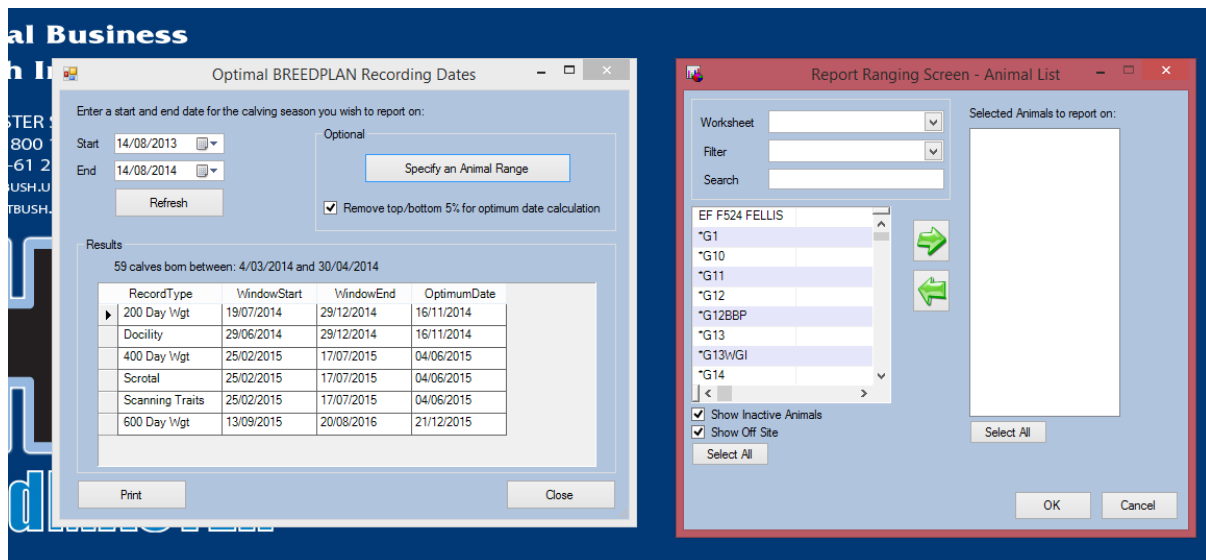 al Business
Optimal BREEDPLAN Recording Dates
Enter a start and end date for the calving season you wish to report on:
Start 14/08/2013
End 14/08/2014
Refresh
Optional
Specify an Animal Range
Remove top/bottom 5% for optimum date calculation
Results
59 calves born between: 4/03/2014 and 30/04/2014
RecordType WindowStart WindowEnd OptimumDate
200 Day Wgt 19/07/2014 29/12/2014 16/11/2014
Docility 29/06/2014 29/12/2014 16/11/2014
400 Day Wgt 25/02/2015 17/07/2015 04/06/2015
Scrotal 25/02/2015 17/07/2015 04/06/2015
Scanning Traits 25/02/2015 17/07/2015 04/06/2015
600 Day Wgt 13/09/2015 20/08/2016 21/12/2015
Print
Close
h I
STER
800
-61 2
BUSH.U
TBUSH.
Report Ranging Screen - Animal List
Worksheet
Filter
Search
Selected Animals to report on:
EF F524 FELLIS
*G1
*G10
*G11
*G12
*G12BBP
*G13
*G13WGI
*G14
Show Inactive Animals
Show Off Site
Select All
Select All
OK
Cancel